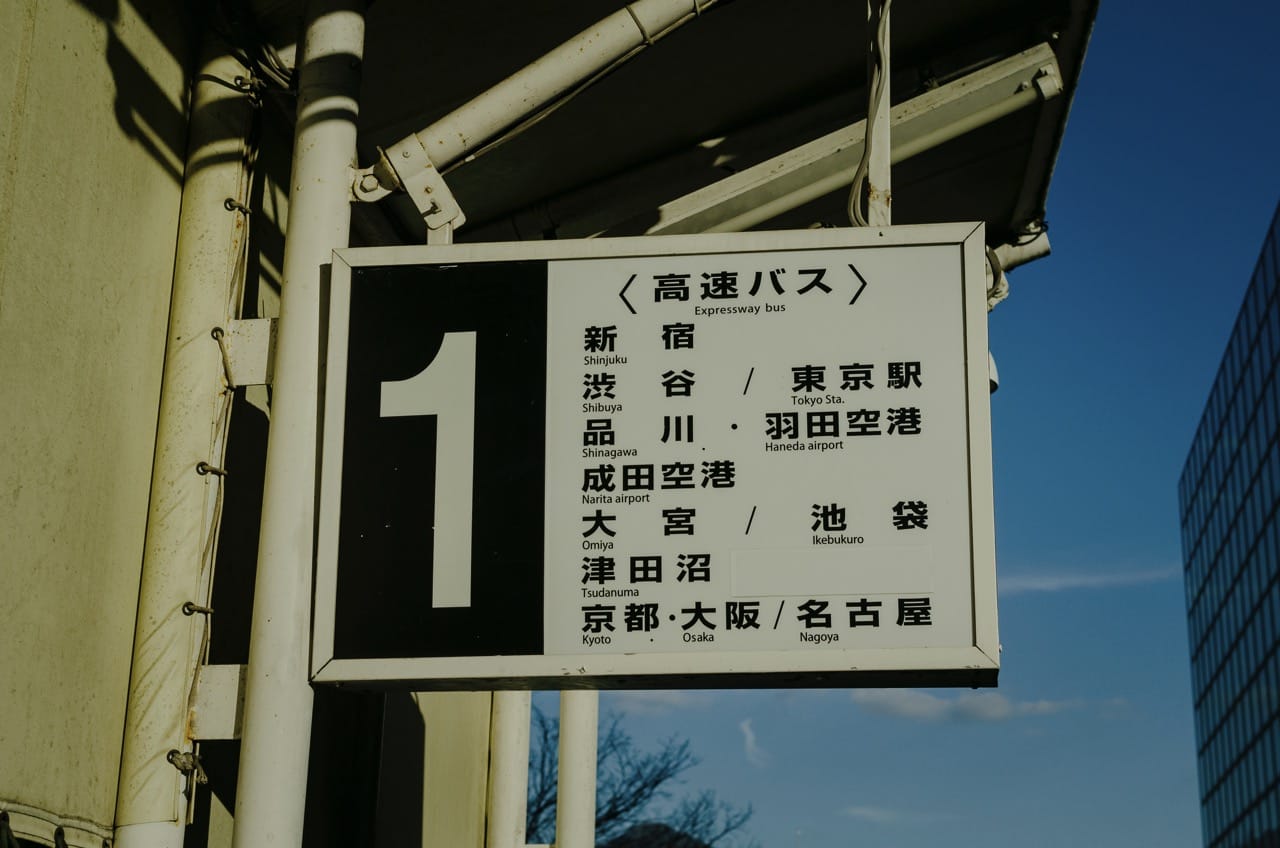 1
〈高速バス〉
Expressway bus
新宿
Shinjuku
渋谷 / 東京駅
Shibuya Tokyo Sta.
品川・羽田空港
Shinagawa . Haneda airport
成田空港
Narita airport
大宮 / 池袋
Omiya Ikebukuro
津田沼
Tsudanuma
京都・大阪 / 名古屋
Kyoto . Osaka Nagoya